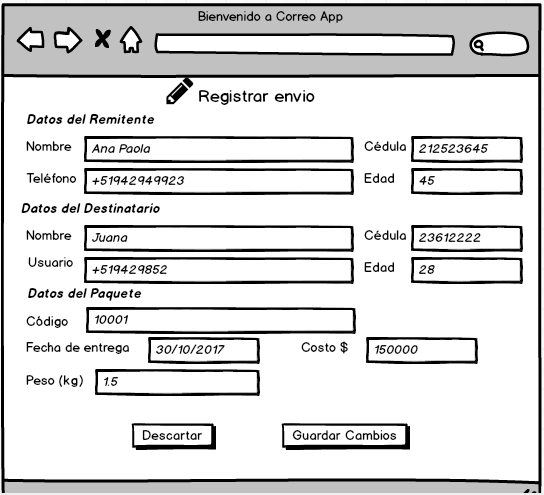 Bienvenido a Correo App
Registrar envio
Datos del Remitente
Nombre Ana Paola Cédula 212523645
Teléfono +51942949923 Edad 45
Datos del Destinatario
Nombre Juana Cédula 23612222
Usuario +519429852 Edad 28
Datos del Paquete
Código 10001
Fecha de entrega 30/10/2017 Costo $ 150000
Peso (kg) 1.5
Descartar Guardar Cambios